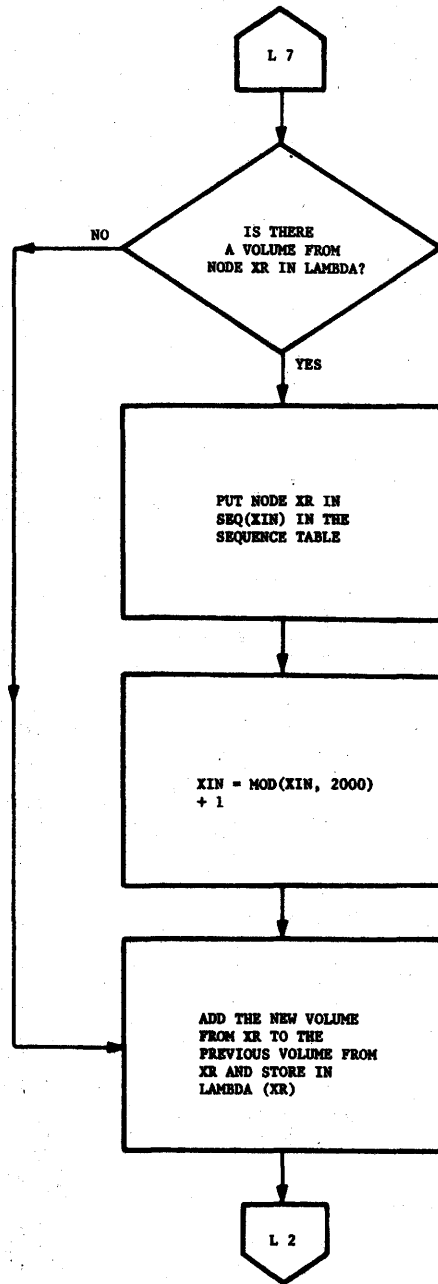 L 7
IS THERE
A VOLUME FROM
NODE XR IN LAMBDA?
NO
YES
PUT NODE XR IN
SEQ(XIN) IN THE
SEQUENCE TABLE
XIN = MOD(XIN, 2000)
+ 1
ADD THE NEW VOLUME
FROM XR TO THE
PREVIOUS VOLUME FROM
XR AND STORE IN
LAMBDA (XR)
L 2